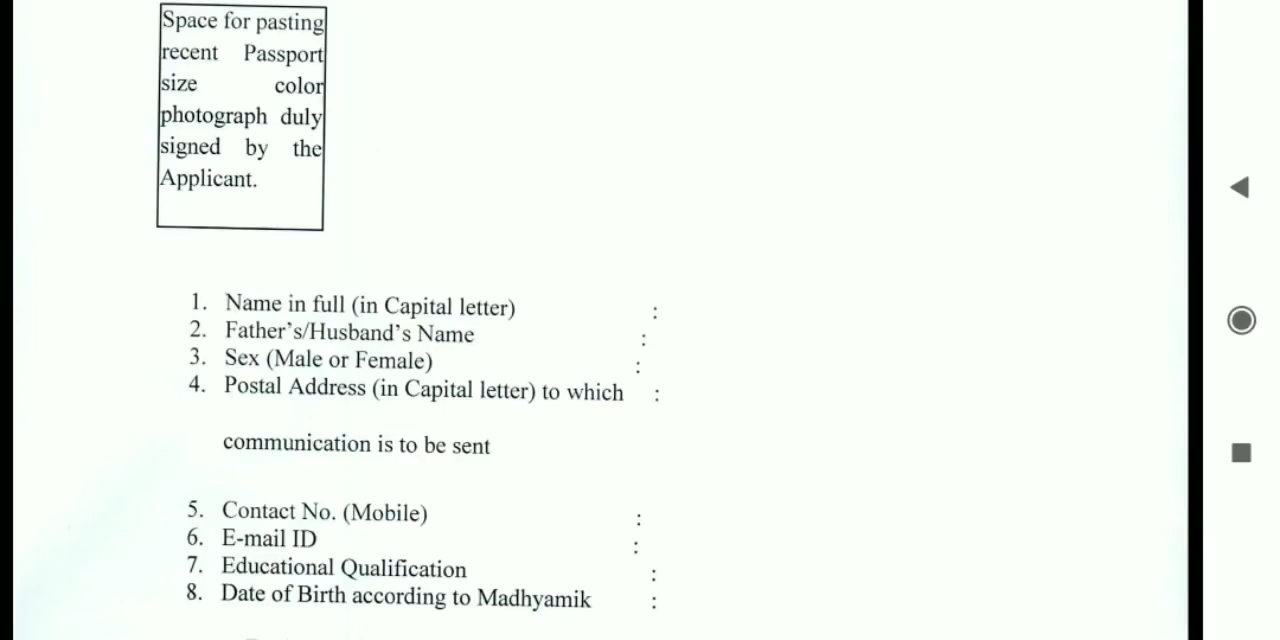 Space for pasting
recent Passport
size color
photograph duly
signed by the
Applicant.
1. Name in full (in Capital letter) :
2. Father's/Husband's Name :
3. Sex (Male or Female) :
4. Postal Address (in Capital letter) to which :
communication is to be sent
5. Contact No. (Mobile) :
6. E-mail ID :
7. Educational Qualification :
8. Date of Birth according to Madhyamik :